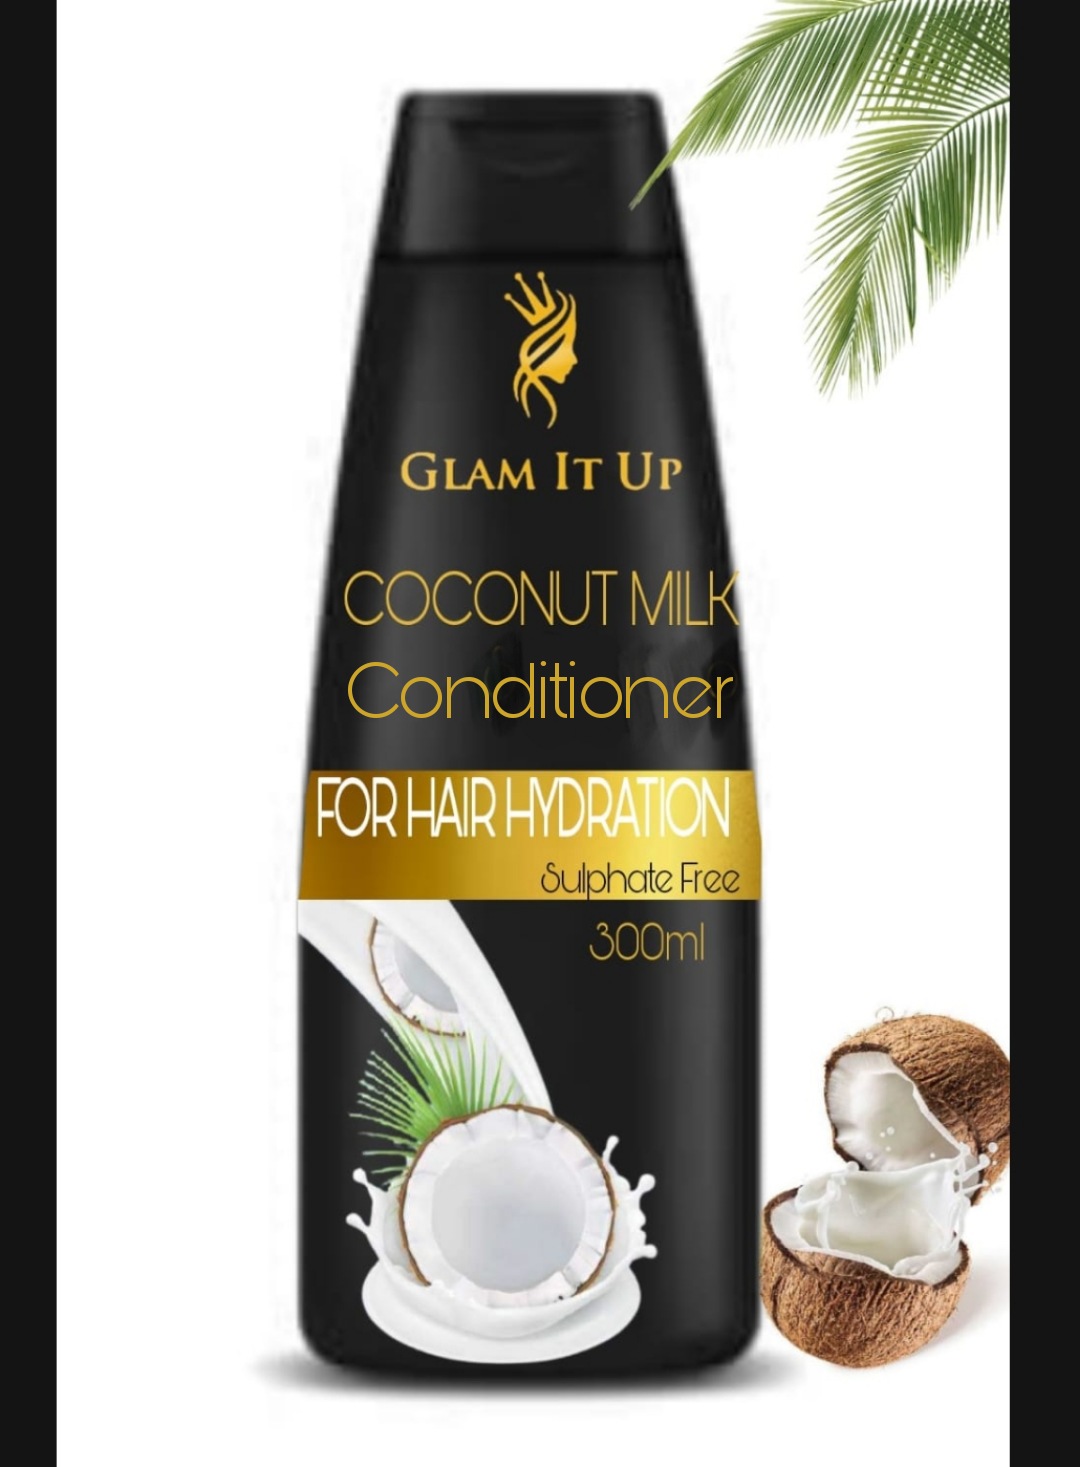 GLAM IT UP
COCONUT MILK
Conditioner
FOR HAIR HYDRATION
Sulphate Free
300ml